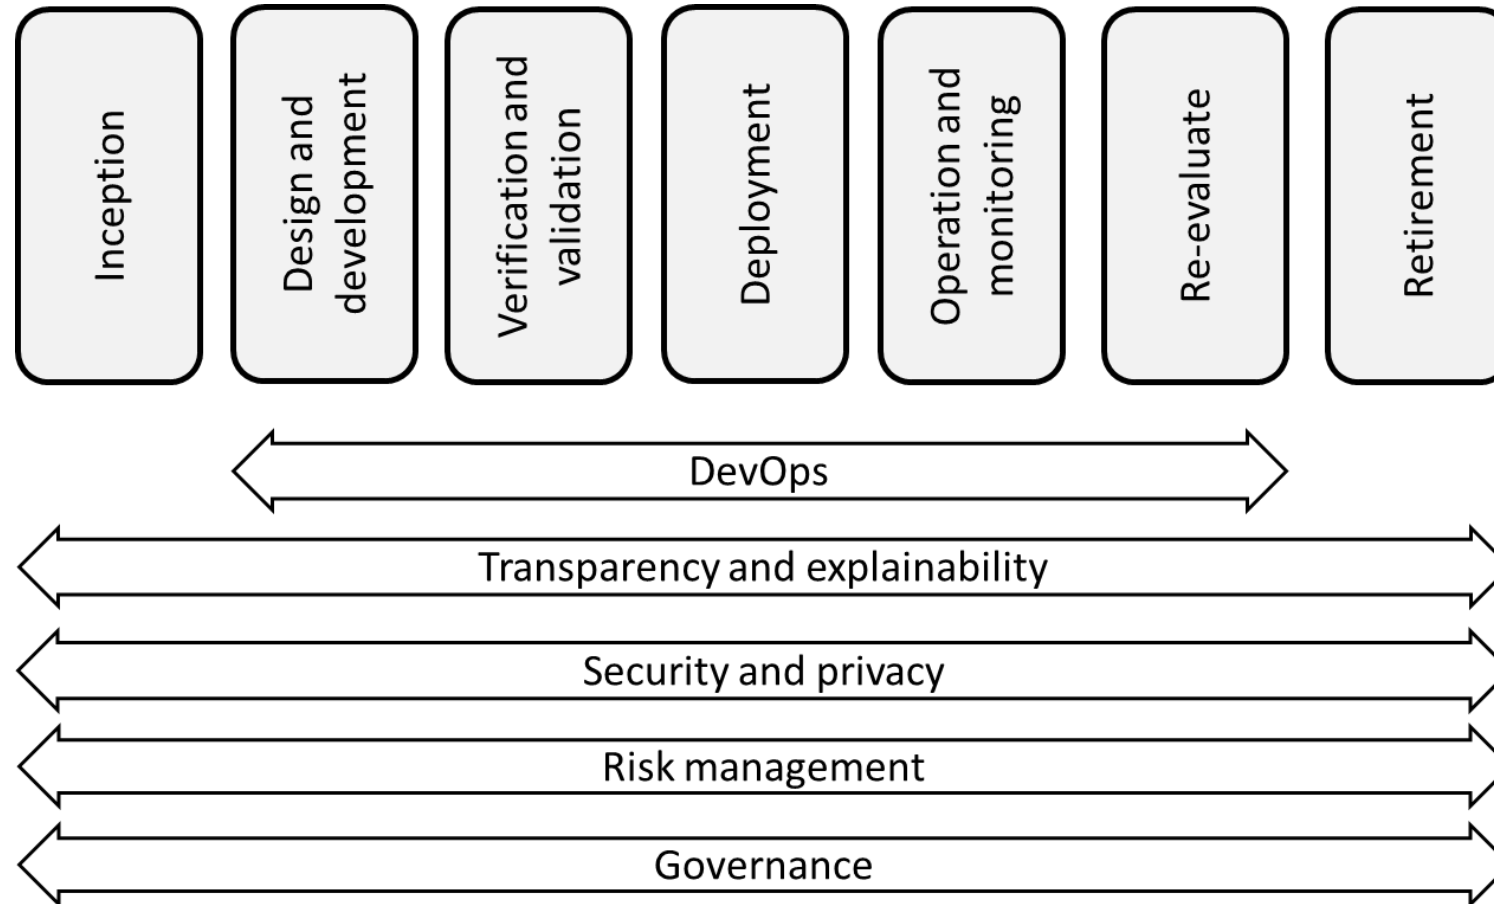 Inception
Design and
development
Verification and
validation
Deployment
Operation and
monitoring
Re-evaluate
Retirement
DevOps
Transparency and explainability
Security and privacy
Risk management
Governance